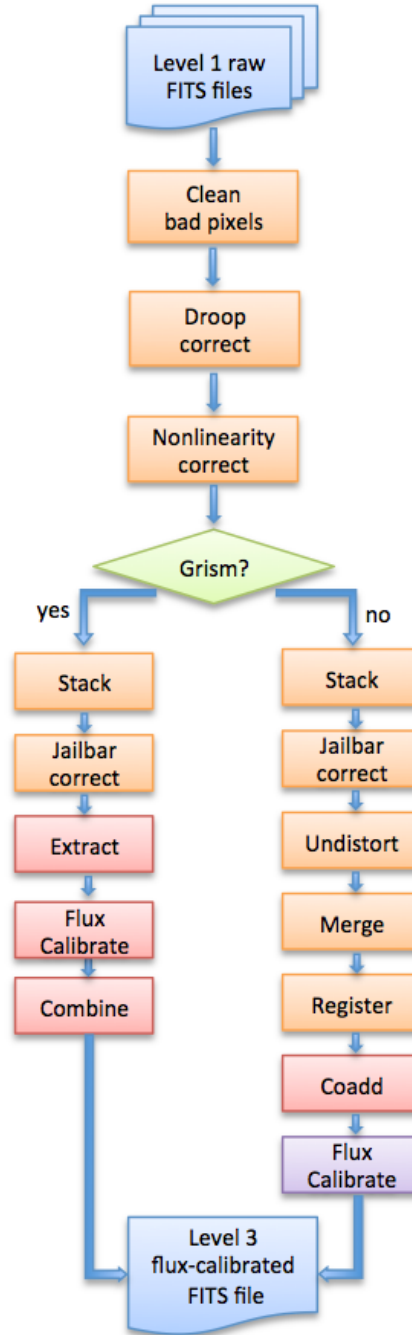 Level 1 raw
FITS files
Clean
bad pixels
Droop
correct
Nonlinearity
correct
Grism?
yes
no
Stack
Jailbar
correct
Extract
Flux
Calibrate
Combine
Stack
Jailbar
correct
Undistort
Merge
Register
Coadd
Flux
Calibrate
Level 3
flux-calibrated
FITS file